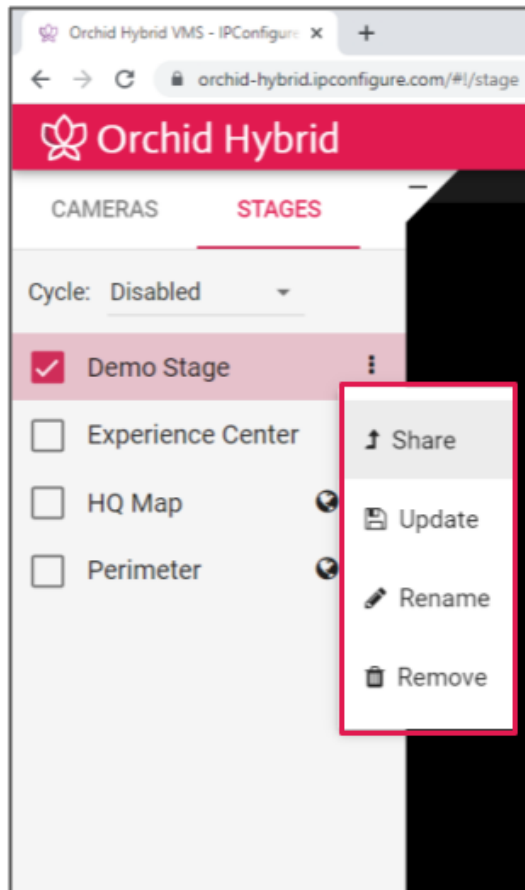 Orchid Hybrid VMS - IPConfigure
orchid-hybrid.ipconfigure.com/#!/stage
Orchid Hybrid
CAMERAS STAGES
Cycle: Disabled
Demo Stage
Experience Center
Share
HQ Map
Update
Perimeter
Rename
Remove